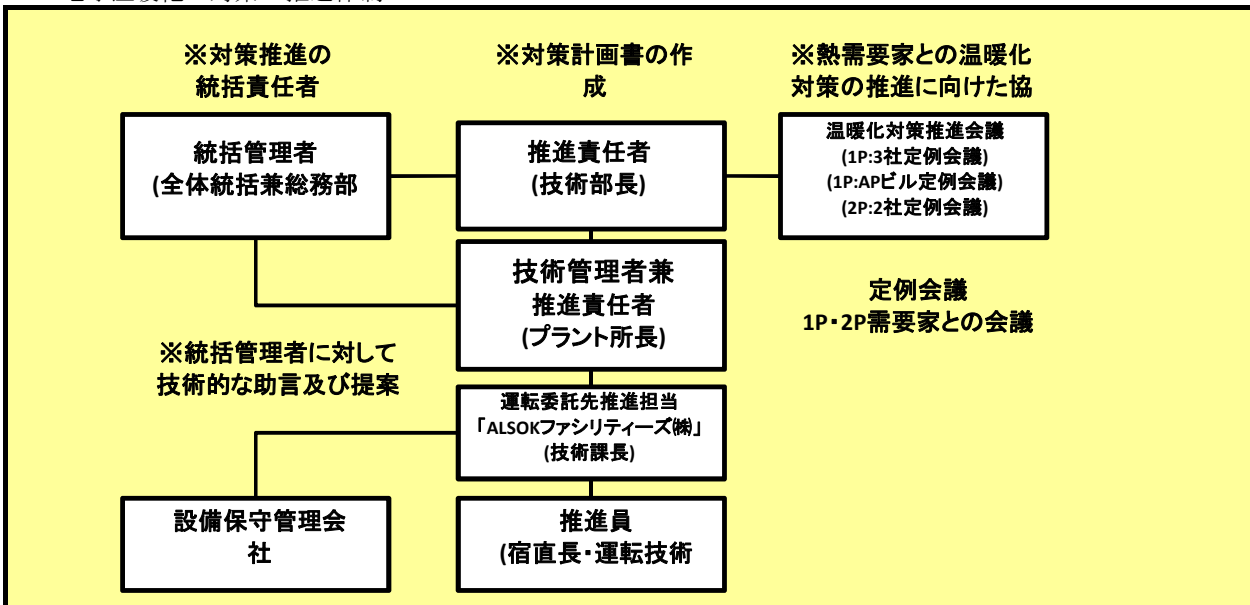 ※対策推進の
統括責任者
※対策計画書の作
成
※熱需要家との温暖化
対策の推進に向けた協
統括管理者
(全体統括兼総務部
推進責任者
(技術部長)
温暖化対策推進会議
(1P:3社定例会議)
(1P:APビル定例会議)
(2P:2社定例会議)
技術管理者兼
推進責任者
(プラント所長)
定例会議
1P・2P需要家との会議
※統括管理者に対して
技術的な助言及び提案
運転委託先推進担当
「ALSOKファシリティーズ㈱」
(技術課長)
設備保守管理会
社
推進員
(宿直長・運転技術